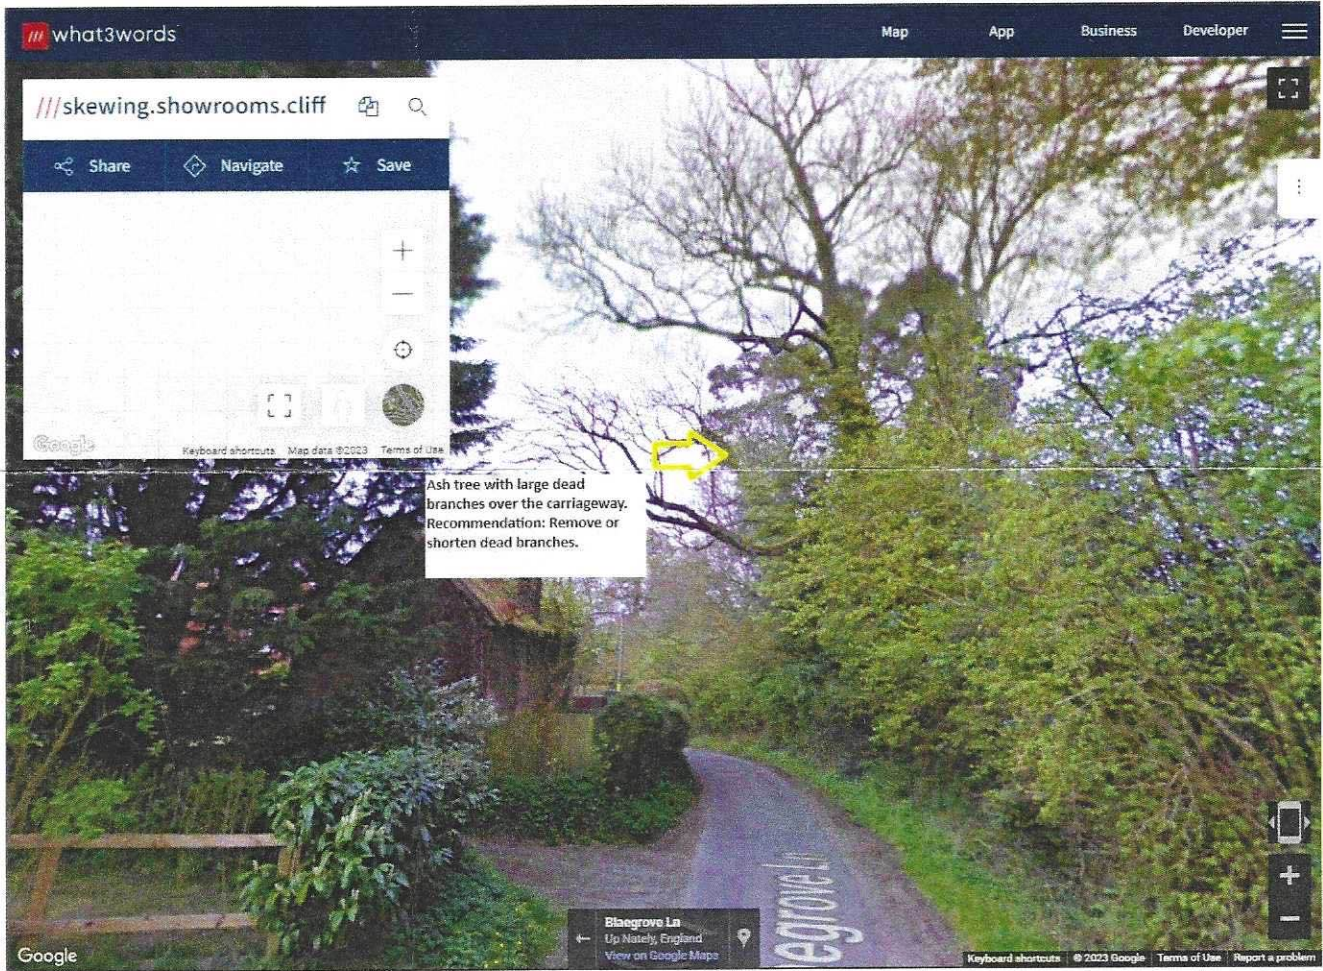 what3words
Map App Business Developer
///skewing.showrooms.cliff
Share Navigate Save
Google
Keyboard shortcuts Map data ©2023 Terms of Use
Ash tree with large dead
branches over the carriageway.
Recommendation: Remove or
shorten dead branches.
egrove Ln
Blaegrove La
Up Nately, England
View on Google Maps
Google
Keyboard shortcuts © 2023 Google Terms of Use Report a problem